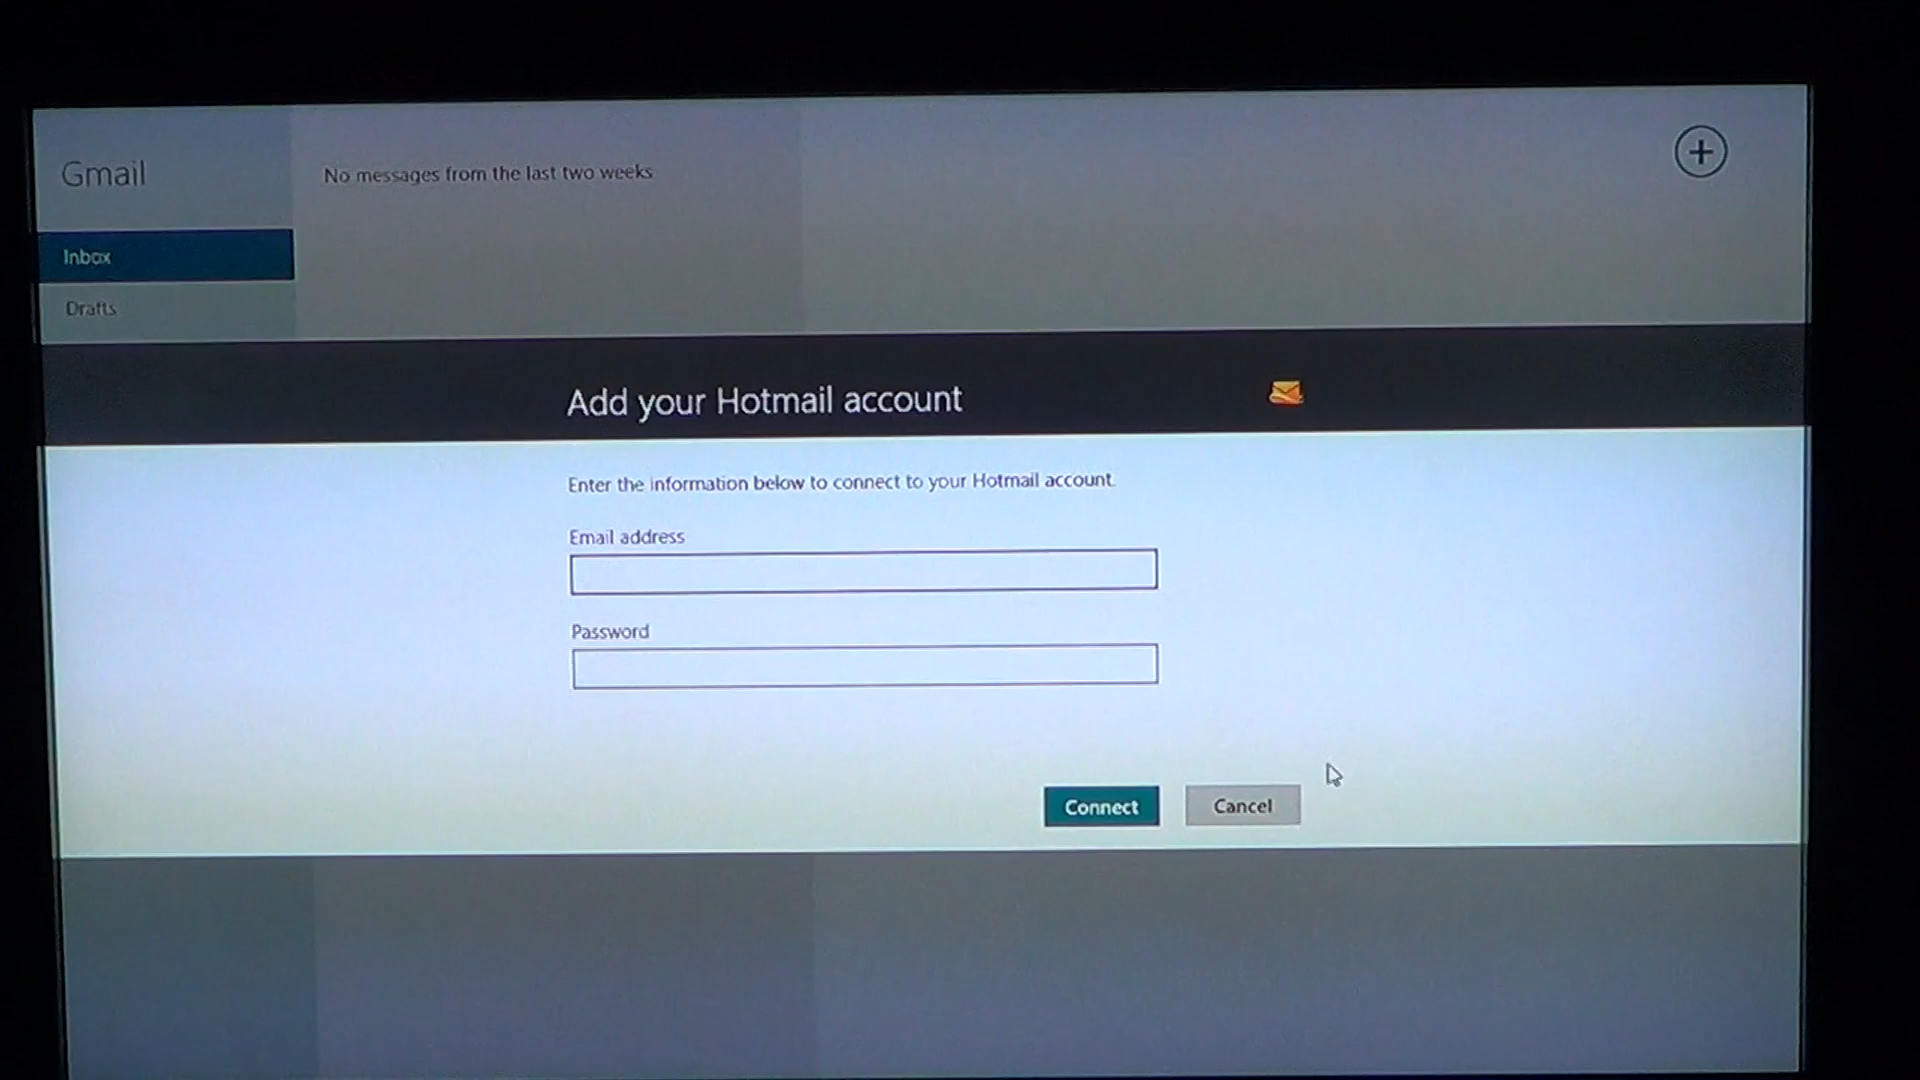 Gmail
No messages from the last two weeks
Inbox
Drafts
Add your Hotmail account
Enter the information below to connect to your Hotmail account.
Email address
Password
Connect
Cancel